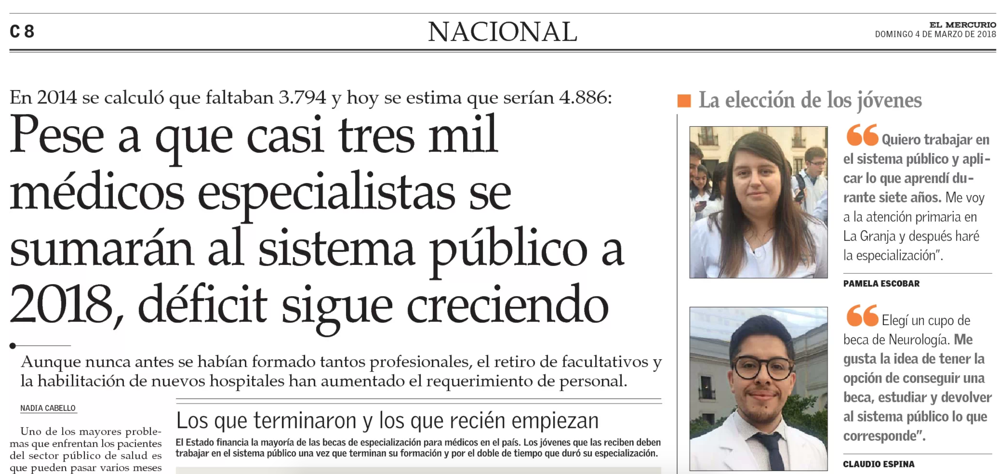 C 8
NACIONAL
EL MERCURIO
DOMINGO 4 DE MARZO DE 2018
En 2014 se calculó que faltaban 3.794 y hoy se estima que serían 4.886:
Pese a que casi tres mil
médicos especialistas se
sumarán al sistema público a
2018, déficit sigue creciendo
Aunque nunca antes se habían formado tantos profesionales, el retiro de facultativos y
la habilitación de nuevos hospitales han aumentado el requerimiento de personal.
NADIA CABELLO
Uno de los mayores proble-
mas que enfrentan los pacientes
del sector público de salud es
que pueden pasar varios meses
Los que terminaron y los que recién empiezan
El Estado financia la mayoría de las becas de especialización para médicos en el país. Los jóvenes que las reciben deben
trabajar en el sistema público una vez que terminan su formación y por el doble de tiempo que duró su especialización.
La elección de los jóvenes
“Quiero trabajar en
el sistema público y apli-
car lo que aprendí du-
rante siete años. Me voy
a la atención primaria en
La Granja y después haré
la especialización”.
PAMELA ESCOBAR
“Elegí un cupo de
beca de Neurología. Me
gusta la idea de tener la
opción de conseguir una
beca, estudiar y devolver
al sistema público lo que
corresponde”.
CLAUDIO ESPINA